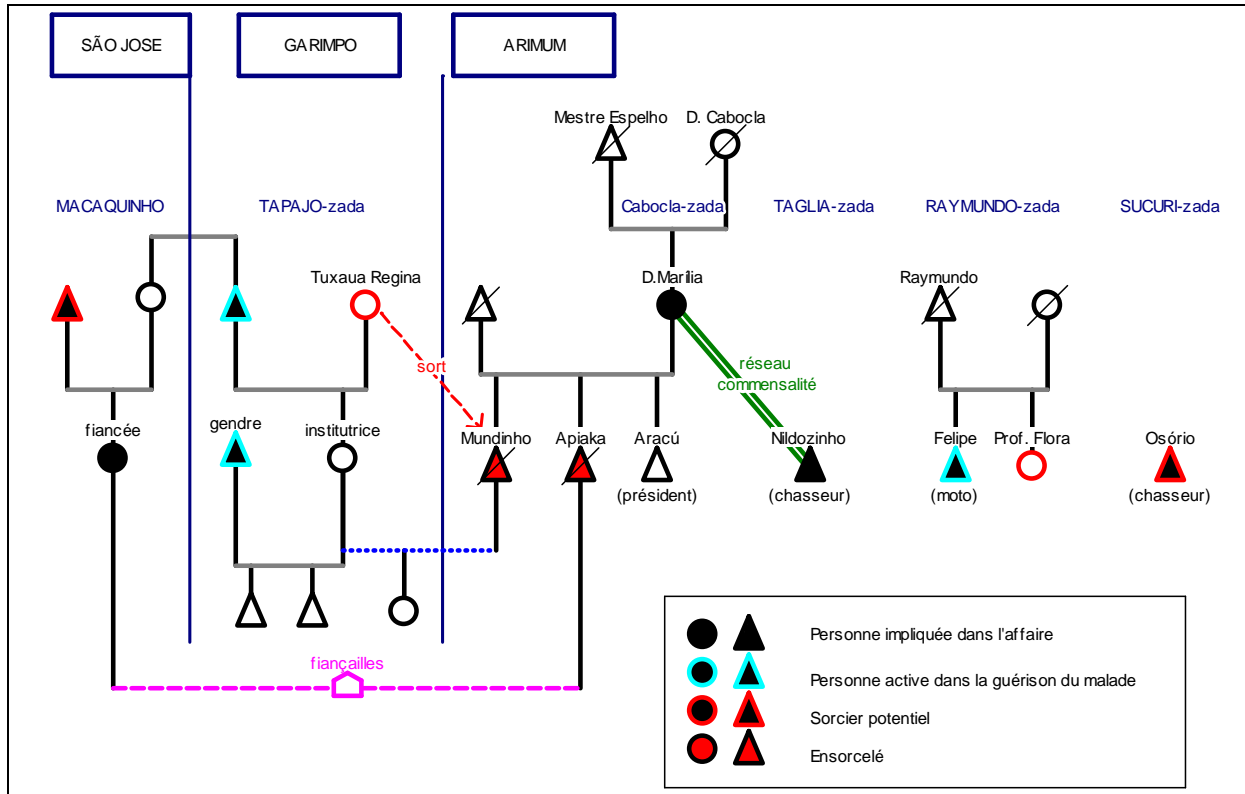 SÃO JOSE
GARIMPO
ARIMUM
Mestre Espelho
D. Cabocla
MACAQUINHO
TAPAJO-zada
Cabocla-zada
TAGLIA-zada
RAYMUNDO-zada
SUCURI-zada
Tuxaua Regina
D.Marília
Raymundo
sort
réseau
commensalité
fiancée
gendre
institutrice
Mundinho
Apiaka
Aracú
(président)
Nildozinho
(chasseur)
Felipe
(moto)
Prof. Flora
Osório
(chasseur)
fiançailles
Personne impliquée dans l'affaire
Personne active dans la guérison du malade
Sorcier potentiel
Ensorcelé